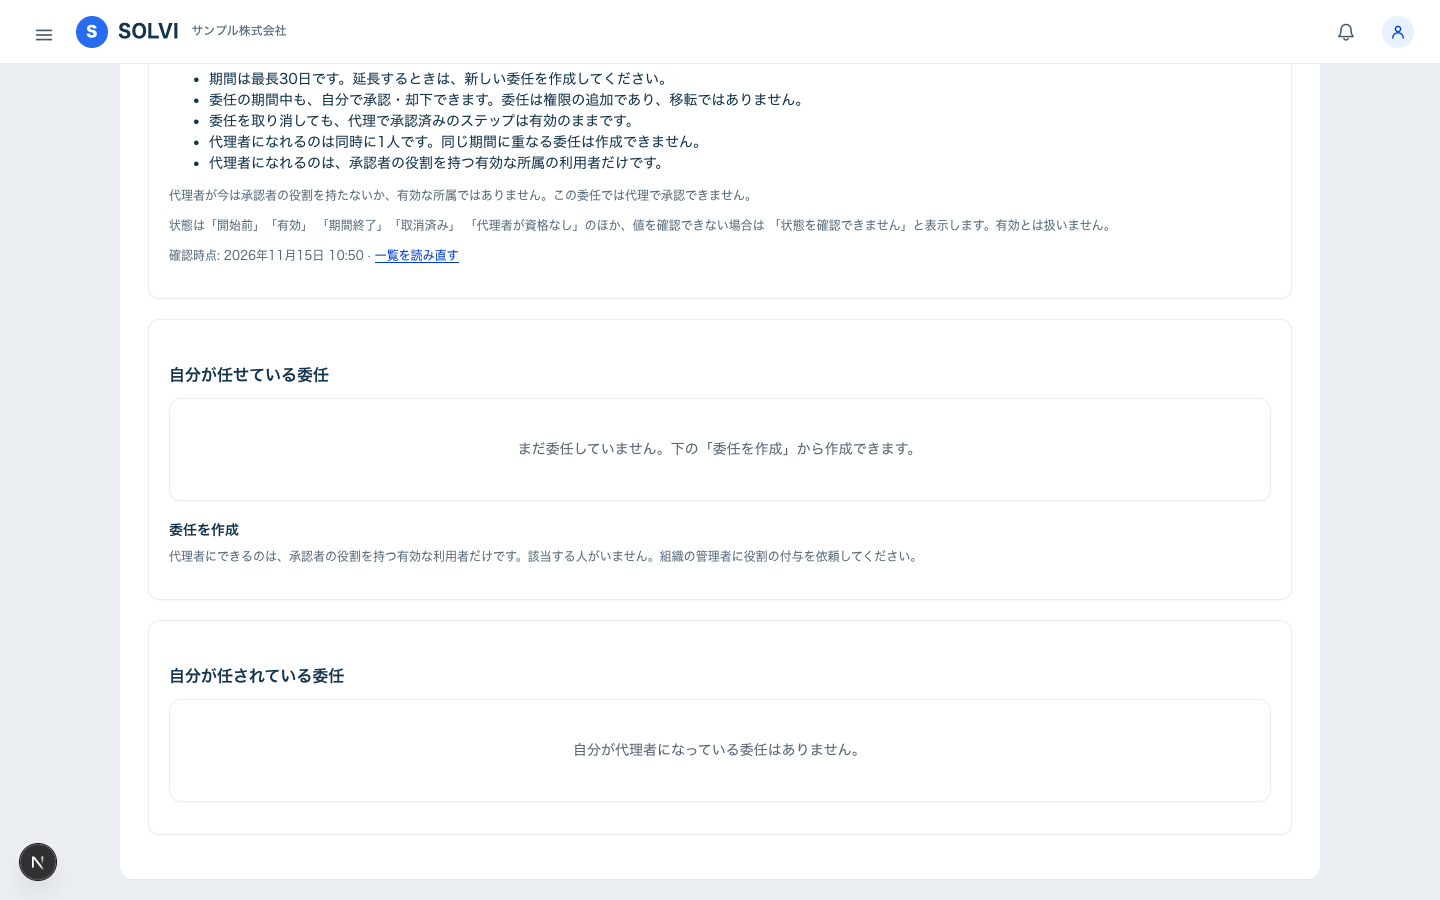 S SOLVI サンプル株式会社
• 期間は最長30日です。延長するときは、新しい委任を作成してください。
• 委任の期間中も、自分で承認・却下できます。委任は権限の追加であり、移転ではありません。
• 委任を取り消しても、代理で承認済みのステップは有効のままです。
• 代理者になれるのは同時に1人です。同じ期間に重なる委任は作成できません。
• 代理者になれるのは、承認者の役割を持つ有効な所属の利用者だけです。
代理者が今は承認者の役割を持たないか、有効な所属ではありません。この委任では代理で承認できません。
状態は「開始前」「有効」 「期間終了」「取消済み」 「代理者が資格なし」のほか、値を確認できない場合は 「状態を確認できません」と表示します。有効とは扱いません。
確認時点: 2026年11月15日 10:50 · 一覧を読み直す
自分が任せている委任
まだ委任していません。下の「委任を作成」から作成できます。
委任を作成
代理者にできるのは、承認者の役割を持つ有効な利用者だけです。該当する人がいません。組織の管理者に役割の付与を依頼してください。
自分が任されている委任
自分が代理者になっている委任はありません。
N